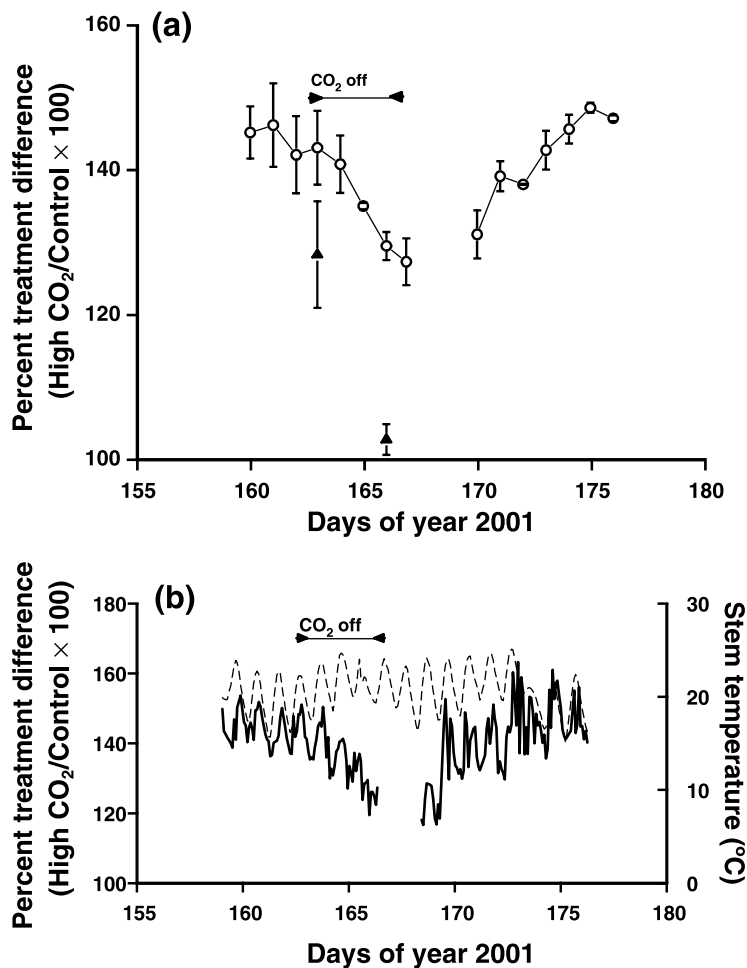 (a)
160
140
120
100
CO₂ off
155 160 165 170 175 180
Days of year 2001
Percent treatment difference
(High CO₂/Control × 100)
(b)
180
160
140
120
100
CO₂ off
30
20
10
0
155 160 165 170 175 180
Days of year 2001
Percent treatment difference
(High CO₂/Control × 100)
Stem temperature (ºC)